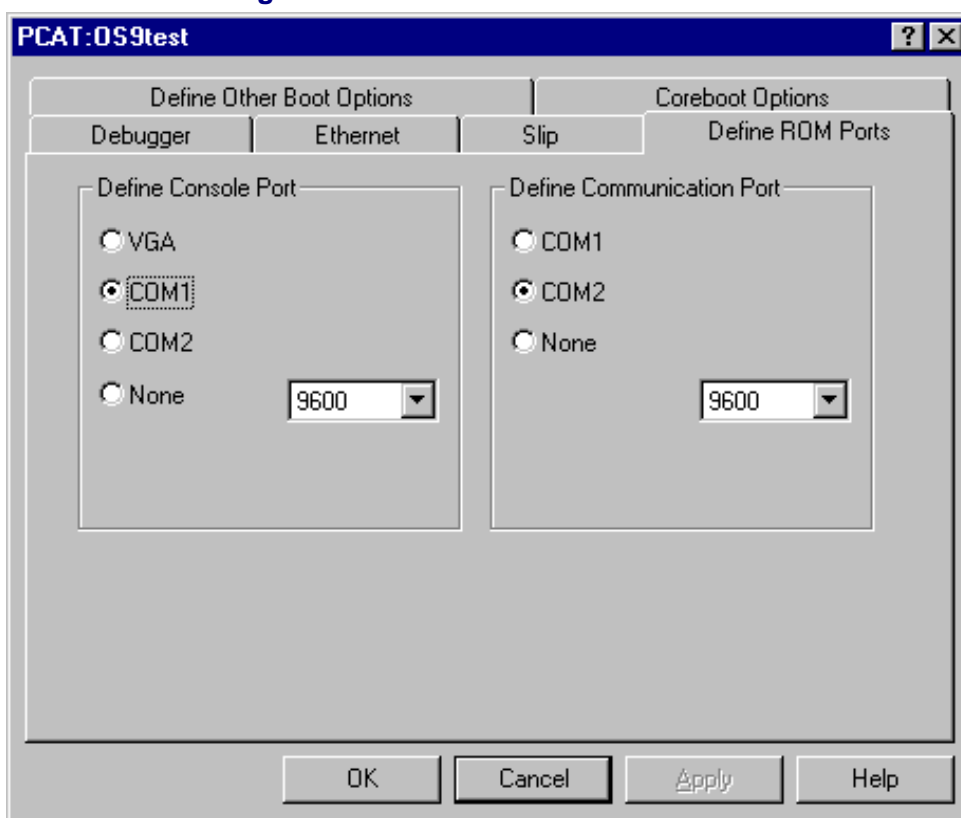 PCAT:OS9test
Define Other Boot Options Coreboot Options
Debugger Ethernet Slip Define ROM Ports
Define Console Port Define Communication Port
VGA COM1
COM1 COM2
COM2 None
None 9600 9600
OK Cancel Apply Help